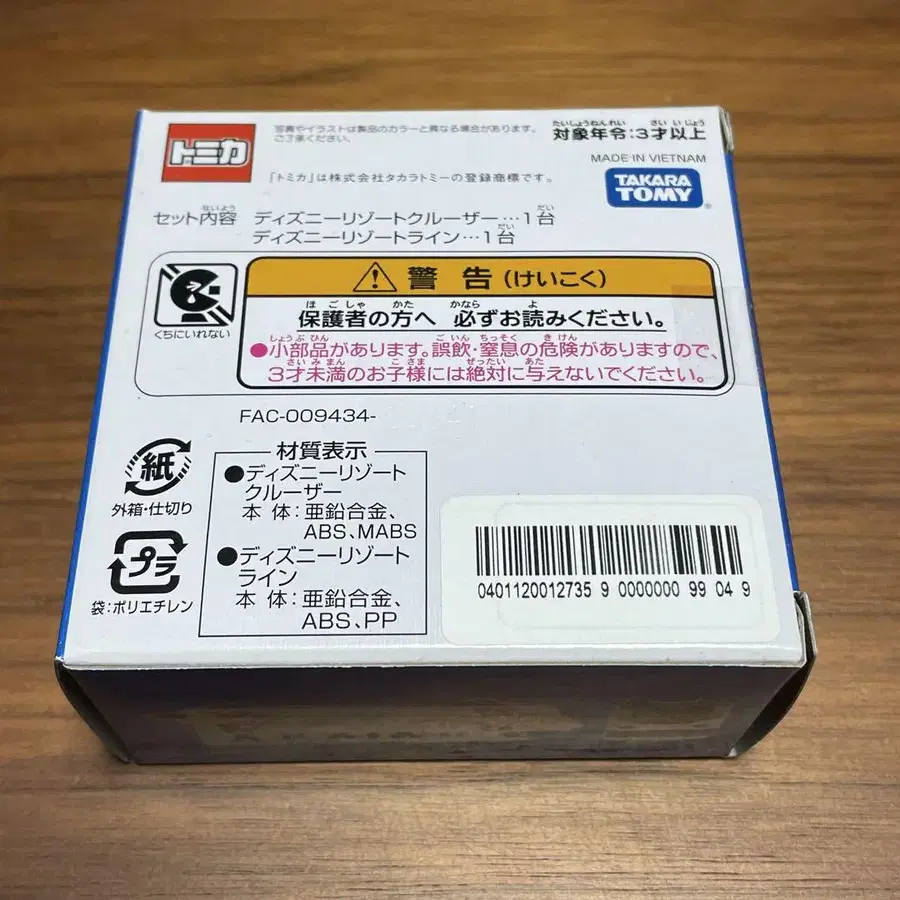 トミカ
写真やイラストは製品のカラーと異なる場合があります。
ご了承ください。
たいしょうねんれい さい いじょう
対象年令:3才以上
MADE IN VIETNAM
「トミカ」は株式会社タカラトミーの登録商標です。
TAKARA
TOMY
ないよう だい
セット内容 ディズニーリゾートクルーザー…1台
だい
ディズニーリゾートライン…1台
くちにいれない
警告(けいこく)
ほごしゃ かた かなら よ
保護者の方へ 必ずお読みください。
しょうぶひん ごいん ちっそく きけん
●小部品があります。誤飲・窒息の危険がありますので、
さいみまん こさま ぜったい あた
3才未満のお子様には絶対に与えないでください。
FAC-009434-
紙
外箱・仕切り
プラ
袋:ポリエチレン
材質表示
●ディズニーリゾート
クルーザー
本体:亜鉛合金、
ABS、MABS
●ディズニーリゾート
ライン
本体:亜鉛合金、
ABS、PP
0401120012735 9 0000000 99 04 9